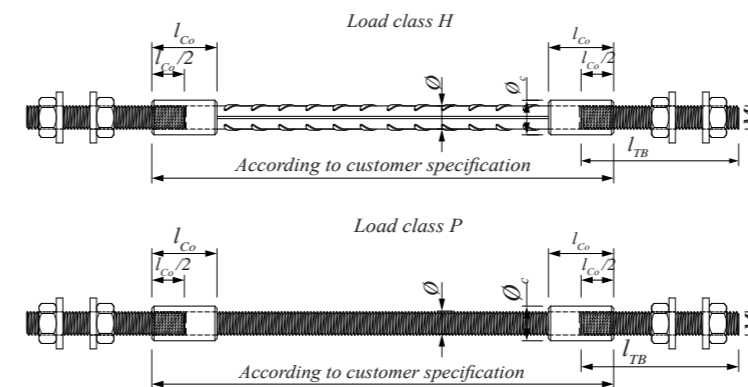 Load class H
l_Co
l_Co
l_Co/2
l_Co/2
Ø
Ø_c
l_TB
According to customer specification
Load class P
l_Co
l_Co
l_Co/2
l_Co/2
Ø
Ø_c
l_TB
According to customer specification